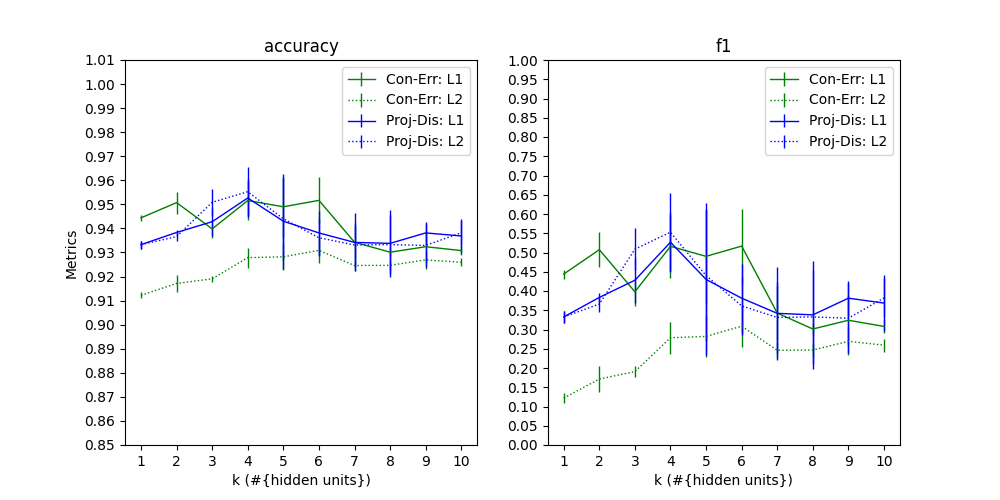 accuracy
1.01
1.00
0.99
0.98
0.97
0.96
0.95
0.94
0.93
0.92
0.91
0.90
0.89
0.88
0.87
0.86
0.85
Metrics
Con-Err: L1
Con-Err: L2
Proj-Dis: L1
Proj-Dis: L2
1 2 3 4 5 6 7 8 9 10
k (#{hidden units})
f1
1.00
0.95
0.90
0.85
0.80
0.75
0.70
0.65
0.60
0.55
0.50
0.45
0.40
0.35
0.30
0.25
0.20
0.15
0.10
0.05
0.00
Con-Err: L1
Con-Err: L2
Proj-Dis: L1
Proj-Dis: L2
1 2 3 4 5 6 7 8 9 10
k (#{hidden units})